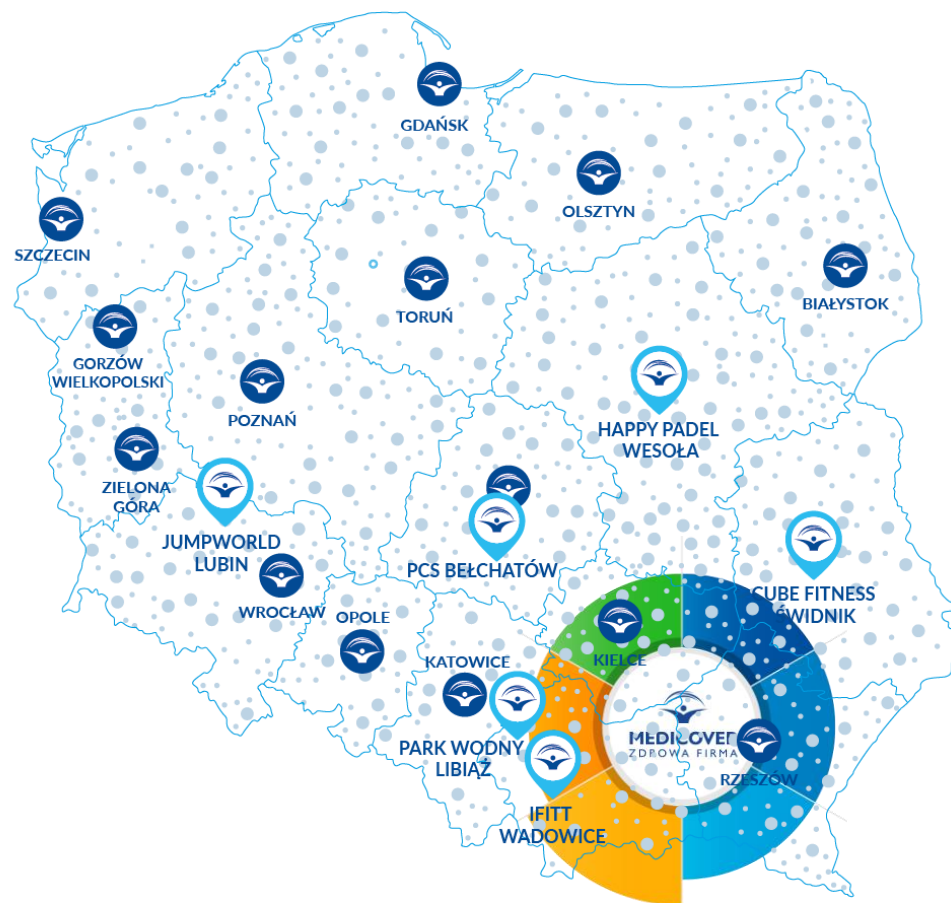 GDAŃSK
OLSZTYN
SZCZECIN
BIAŁYSTOK
TORUŃ
GORZÓW
WIELKOPOLSKI
POZNAŃ
HAPPY PADEL
WESOŁA
ZIELONA
GÓRA
JUMPWORLD
LUBIN
PCS BEŁCHATÓW
CUBE FITNESS
ŚWIDNIK
WROCŁAW
OPOLE
KIELCE
KATOWICE
PARK WODNY
LIBIĄŻ
MEDICOVER
ZDROWA FIRMA
RZESZÓW
IFITT
WADOWICE